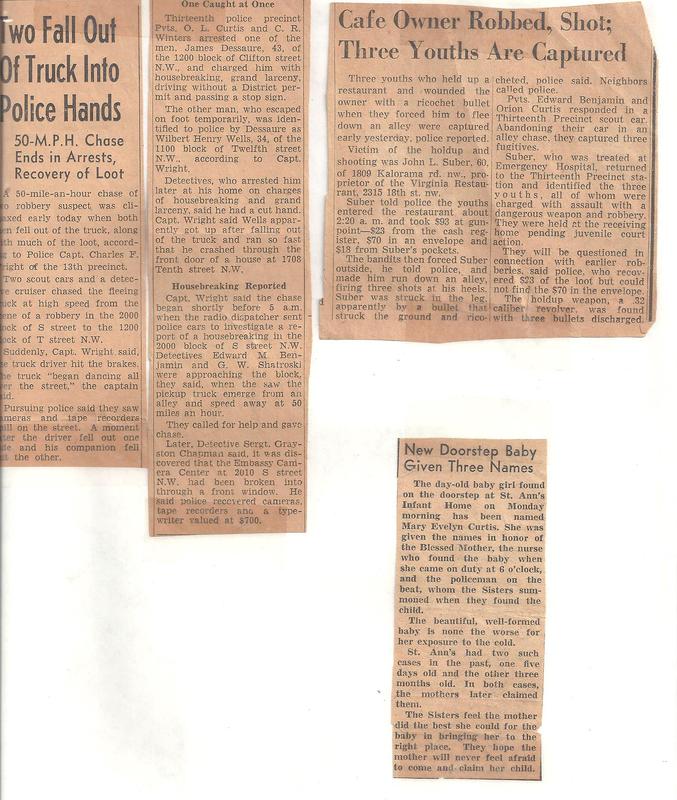 Two Fall Out
Of Truck Into
Police Hands
50-M.P.H. Chase
Ends in Arrests,
Recovery of Loot
A 50-mile-an-hour chase of
robbery suspect was cli-
axed early today when both
en fell out of the truck, along
ith much of the loot, accord-
g to Police Capt. Charles F.
right of the 13th precinct.
Two scout cars and a detec-
ve cruiser chased the fleeing
uck at high speed from the
ene of a robbery in the 2000
lock of S street to the 1200
ock of T street N.W.
Suddenly, Capt. Wright said,
e truck driver hit the brakes.
he truck "began dancing all
ver the street," the captain
aid.
Pursuing police said they saw
ameras and tape recorders
ill on the street. A moment
ter the driver fell out one
de and his companion fell
t the other.
One Caught at Once
Thirteenth police precinct
Pvts. O. L. Curtis and C. R.
Winters arrested one of the
men, James Dessaure, 43, of
the 1200 block of Clifton street
N.W., and charged him with
housebreaking, grand larceny,
driving without a District per-
mit and passing a stop sign.
The other man, who escaped
on foot temporarily, was iden-
tified to police by Dessaure as
Wilbert Henry Wells, 34, of the
1100 block of Twelfth street
N.W., according to Capt.
Wright.
Detectives, who arrested him
later at his home on charges
of housebreaking and grand
larceny, said he had a cut hand.
Capt. Wright said Wells appar-
ently got up after falling out
of the truck and ran so fast
that he crashed through the
front door of a house at 1708
Tenth street N.W.
Housebreaking Reported
Capt. Wright said the chase
began shortly before 5 a.m.
when the radio dispatcher sent
police cars to investigate a re-
port of a housebreaking in the
2000 block of S street N.W.
Detectives Edward M. Ben-
jamin and G. W. Shatroski
were approaching the block,
they said, when the saw the
pickup truck emerge from an
alley and speed away at 50
miles an hour.
They called for help and gave
chase.
Later, Detective Sergt. Gray-
ston Chapman said, it was dis-
covered that the Embassy Cam-
era Center at 2010 S street
N.W. had been broken into
through a front window. He
said police recovered cameras,
tape recorders and a type-
writer valued at $700.
Cafe Owner Robbed, Shot;
Three Youths Are Captured
Three youths who held up a
restaurant and wounded the
owner with a ricochet bullet
when they forced him to flee
down an alley were captured
early yesterday, police reported.
Victim of the holdup and
shooting was John L. Suber, 60,
of 1809 Kalorama rd. nw., pro-
prietor of the Virginia Restau-
rant, 2315 18th st. nw.
Suber told police the youths
entered the restaurant about
2:20 a. m. and took $93 at gun-
point—$23 from the cash reg-
ister, $70 in an envelope and
$18 from Suber's pockets.
The bandits then forced Suber
outside, he told police, and
made him run down an alley,
firing three shots at his heels.
Suber was struck in the leg,
apparently by a bullet that
struck the ground and rico-
cheted, police said. Neighbors
called police.
Pvts. Edward Benjamin and
Orion Curtis responded in a
Thirteenth Precinct scout car.
Abandoning their car in an
alley chase, they captured three
fugitives.
Suber, who was treated at
Emergency Hospital, returned
to the Thirteenth Precinct sta-
tion and identified the three
youths, all of whom were
charged with assault with a
dangerous weapon and robbery.
They were held at the receiving
home pending juvenile court
action.
They will be questioned in
connection with earlier rob-
beries, said police, who recov-
ered $23 of the loot but could
not find the $70 in the envelope.
The holdup weapon, a .32
caliber revolver, was found
with three bullets discharged.
New Doorstep Baby
Given Three Names
The day-old baby girl found
on the doorstep at St. Ann's
Infant Home on Monday
morning has been named
Mary Evelyn Curtis. She was
given the names in honor of
the Blessed Mother, the nurse
who found the baby when
she came on duty at 6 o'clock,
and the policeman on the
beat, whom the Sisters sum-
moned when they found the
child.
The beautiful, well-formed
baby is none the worse for
her exposure to the cold.
St. Ann's had two such
cases in the past, one five
days old and the other three
months old. In both cases,
the mothers later claimed
them.
The Sisters feel the mother
did the best she could for the
baby in bringing her to the
right place. They hope the
mother will never feel afraid
to come and claim her child.